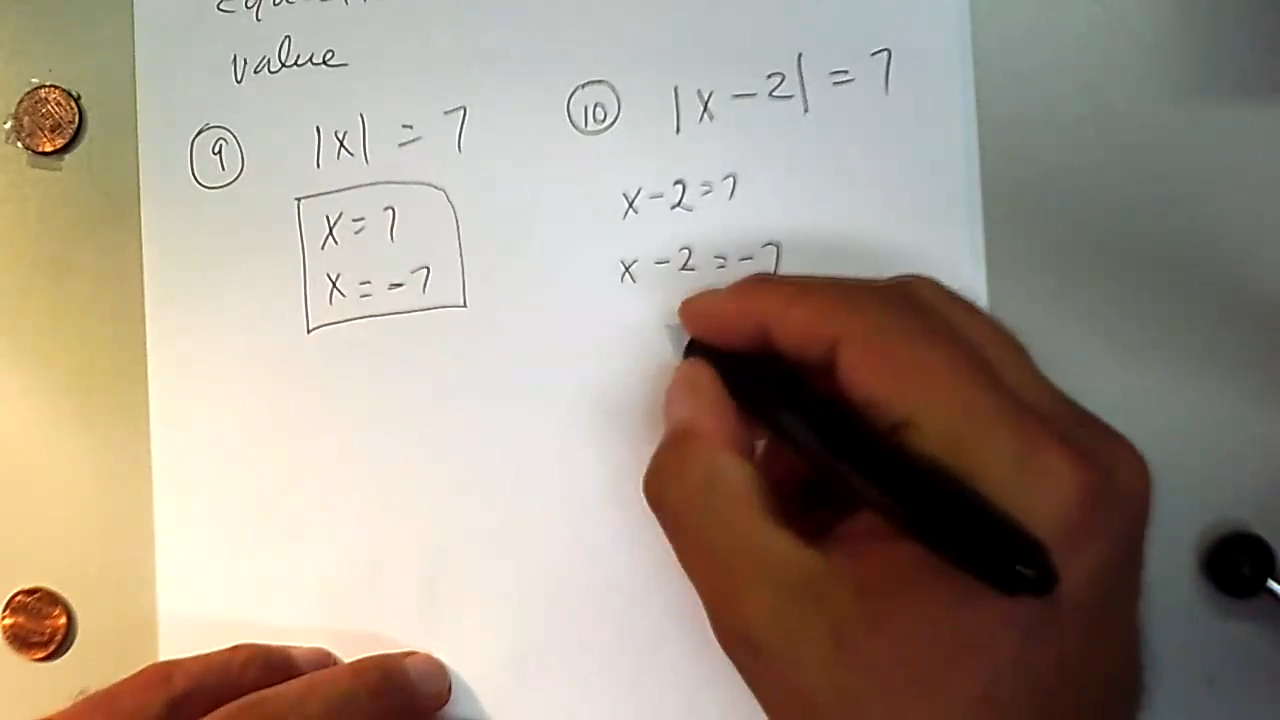 value
⑨ |x| = 7
x = 7
x = -7
⑩ |x - 2| = 7
x - 2 = 7
x - 2 = -7